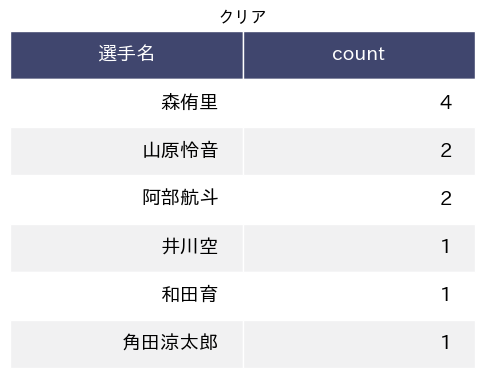 クリア
選手名 count
森侑里 4
山原怜音 2
阿部航斗 2
井川空 1
和田育 1
角田涼太郎 1